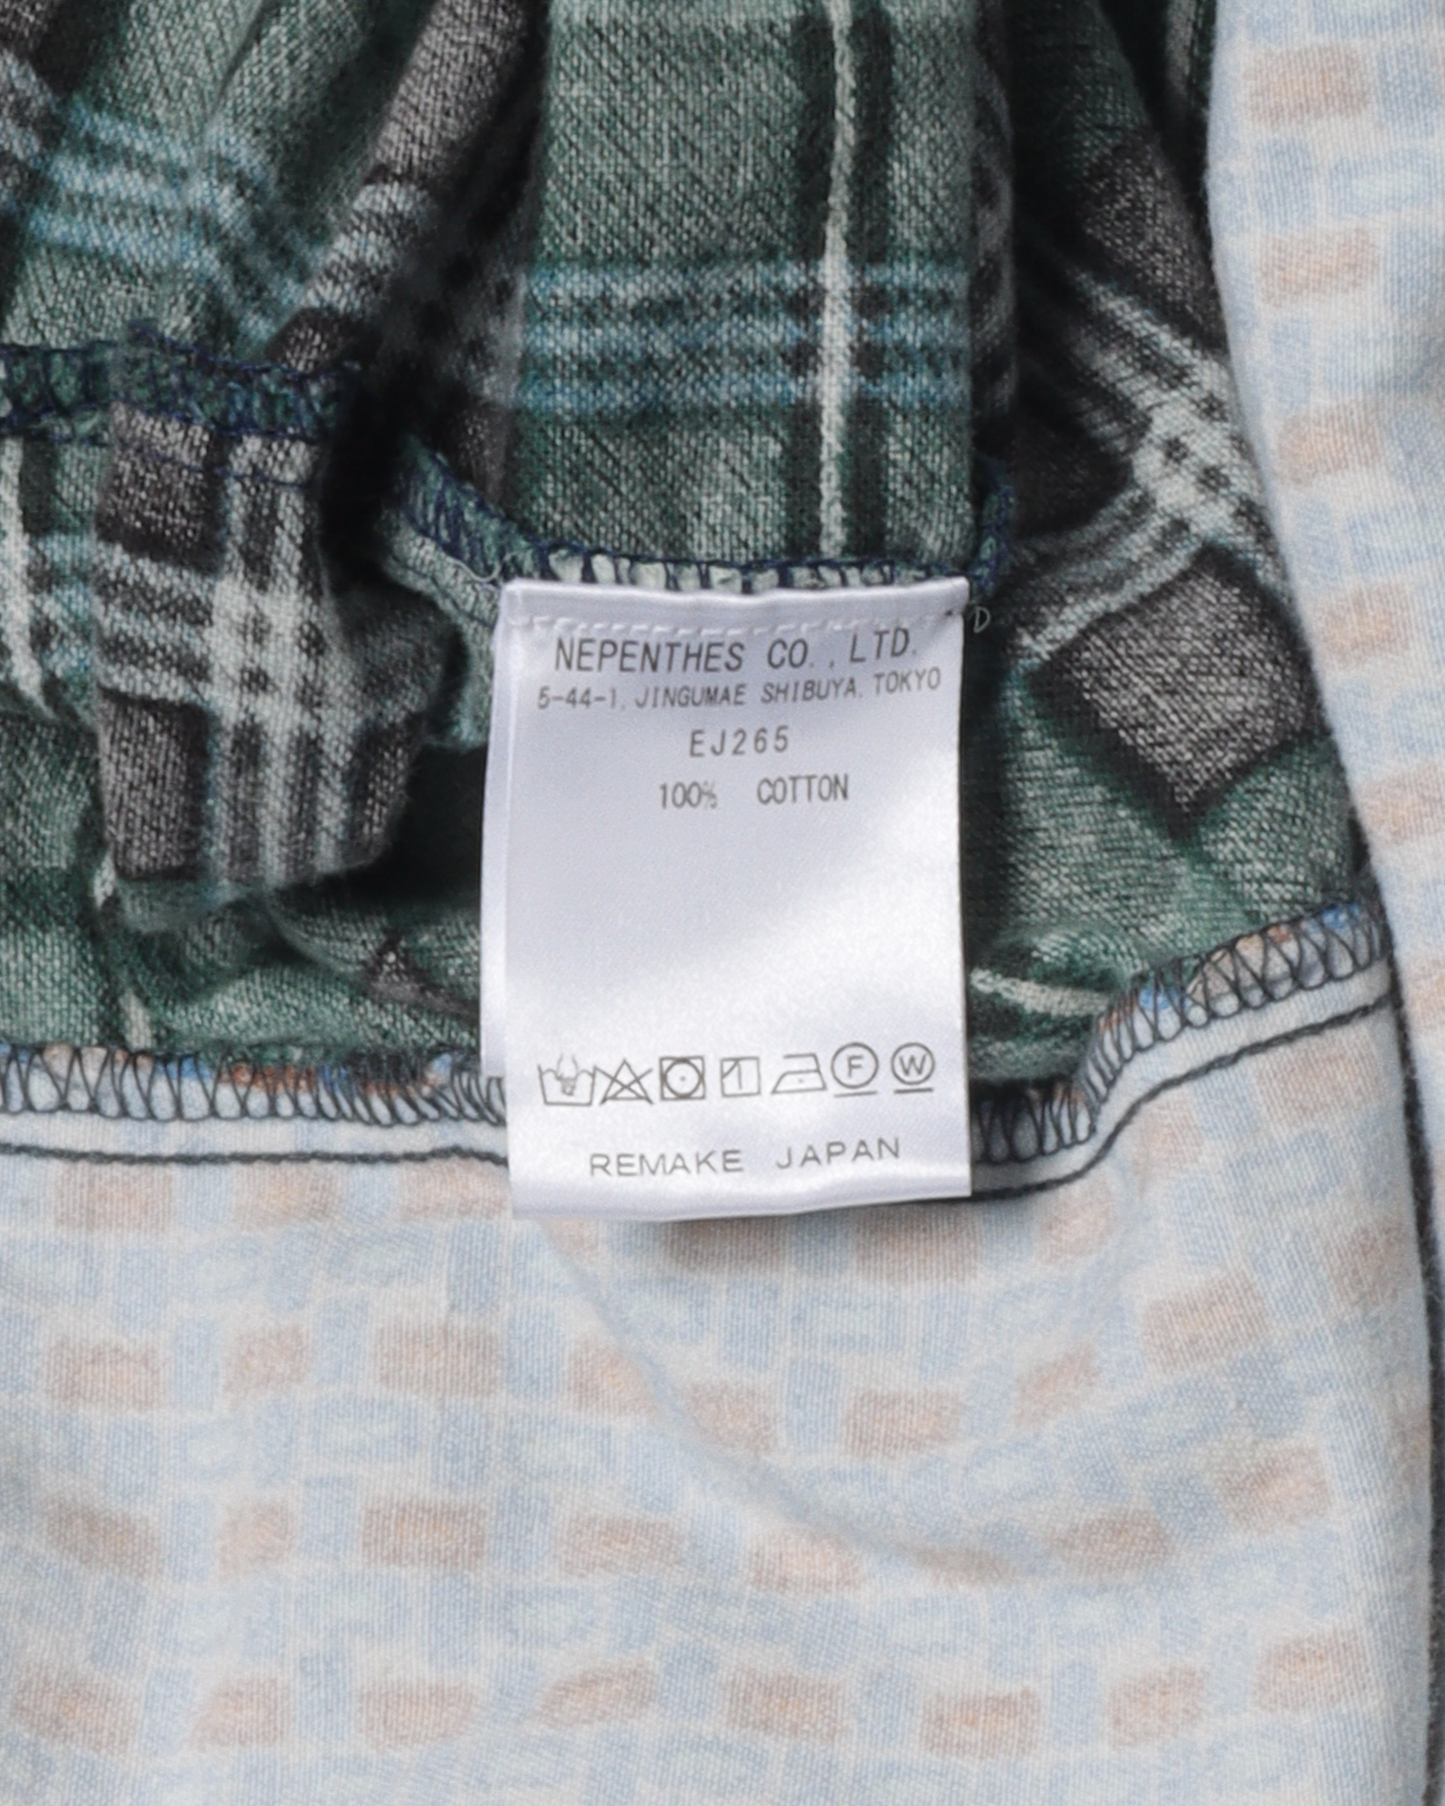 NEPENTHES CO., LTD.
5-44-1, JINGUMAE SHIBUYA, TOKYO
EJ265
100% COTTON
F W
REMAKE JAPAN